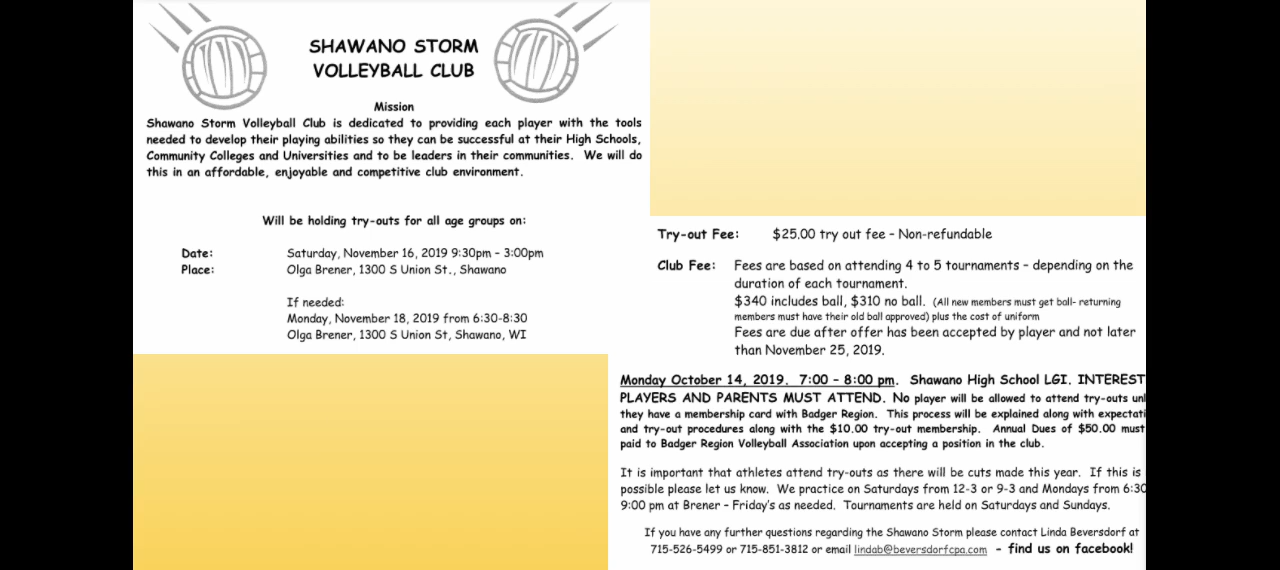 SHAWANO STORM
VOLLEYBALL CLUB
Mission
Shawano Storm Volleyball Club is dedicated to providing each player with the tools
needed to develop their playing abilities so they can be successful at their High Schools,
Community Colleges and Universities and to be leaders in their communities. We will do
this in an affordable, enjoyable and competitive club environment.
Will be holding try-outs for all age groups on:
Date: Saturday, November 16, 2019 9:30pm - 3:00pm
Place: Olga Brener, 1300 S Union St., Shawano
If needed:
Monday, November 18, 2019 from 6:30-8:30
Olga Brener, 1300 S Union St, Shawano, WI
Try-out Fee: $25.00 try out fee - Non-refundable
Club Fee: Fees are based on attending 4 to 5 tournaments - depending on the
duration of each tournament.
$340 includes ball, $310 no ball. (All new members must get ball- returning
members must have their old ball approved) plus the cost of uniform
Fees are due after offer has been accepted by player and not later
than November 25, 2019.
Monday October 14, 2019. 7:00 - 8:00 pm. Shawano High School LGI. INTEREST
PLAYERS AND PARENTS MUST ATTEND. No player will be allowed to attend try-outs unl
they have a membership card with Badger Region. This process will be explained along with expectati
and try-out procedures along with the $10.00 try-out membership. Annual Dues of $50.00 must
paid to Badger Region Volleyball Association upon accepting a position in the club.
It is important that athletes attend try-outs as there will be cuts made this year. If this is
possible please let us know. We practice on Saturdays from 12-3 or 9-3 and Mondays from 6:30
9:00 pm at Brener - Friday's as needed. Tournaments are held on Saturdays and Sundays.
If you have any further questions regarding the Shawano Storm please contact Linda Beversdorf at
715-526-5499 or 715-851-3812 or email lindab@beversdorfcpa.com - find us on facebook!